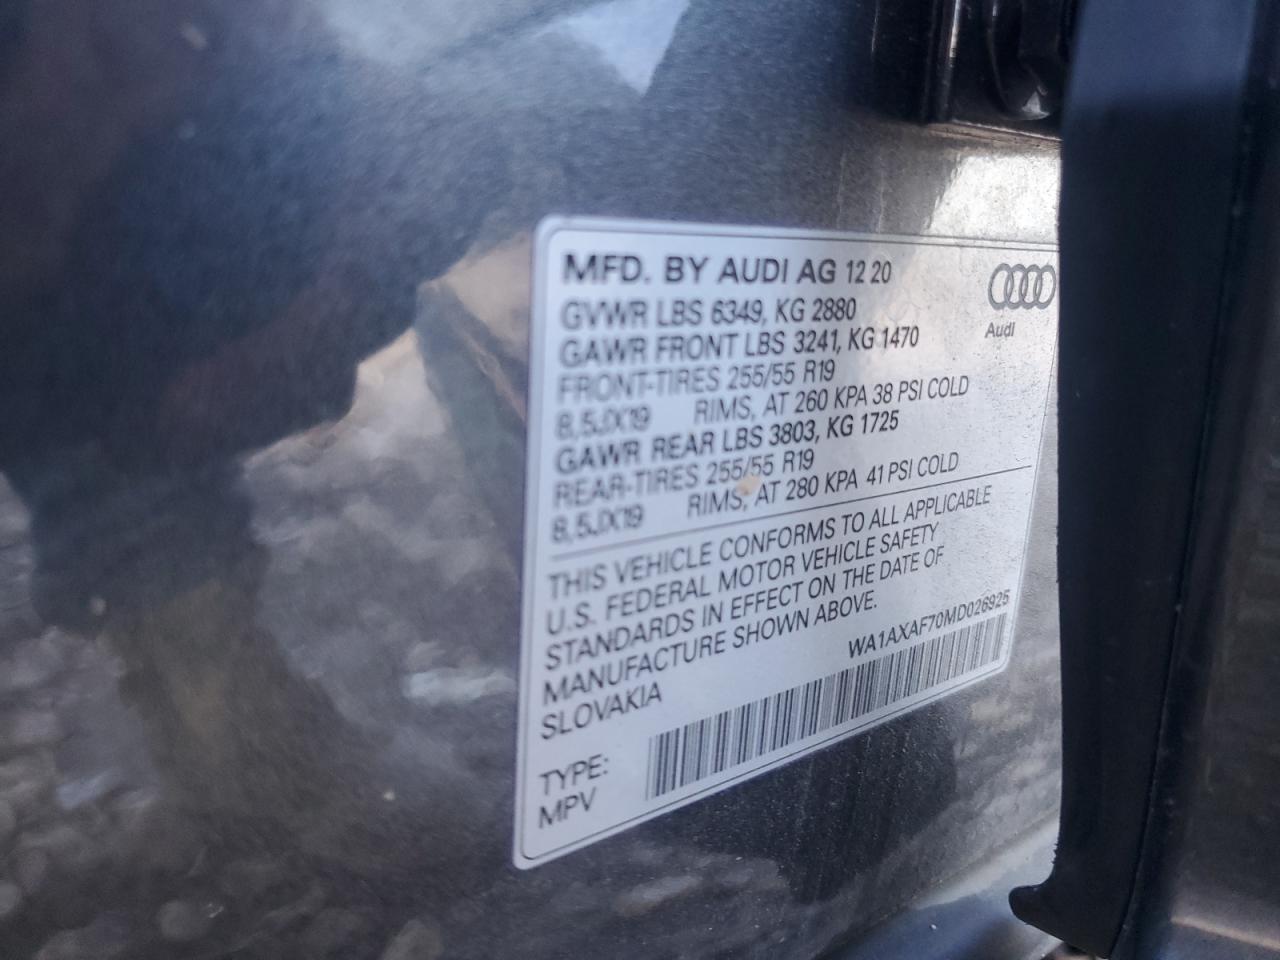 MFD. BY AUDI AG 12 20
GVWR LBS 6349, KG 2880
GAWR FRONT LBS 3241, KG 1470
FRONT-TIRES 255/55 R19
8,5JX19 RIMS, AT 260 KPA 38 PSI COLD
GAWR REAR LBS 3803, KG 1725
REAR-TIRES 255/55 R19
8,5JX19 RIMS, AT 280 KPA 41 PSI COLD
Audi
THIS VEHICLE CONFORMS TO ALL APPLICABLE
U.S. FEDERAL MOTOR VEHICLE SAFETY
STANDARDS IN EFFECT ON THE DATE OF
MANUFACTURE SHOWN ABOVE.
SLOVAKIA
WA1AXAF70MD026925
TYPE:
MPV